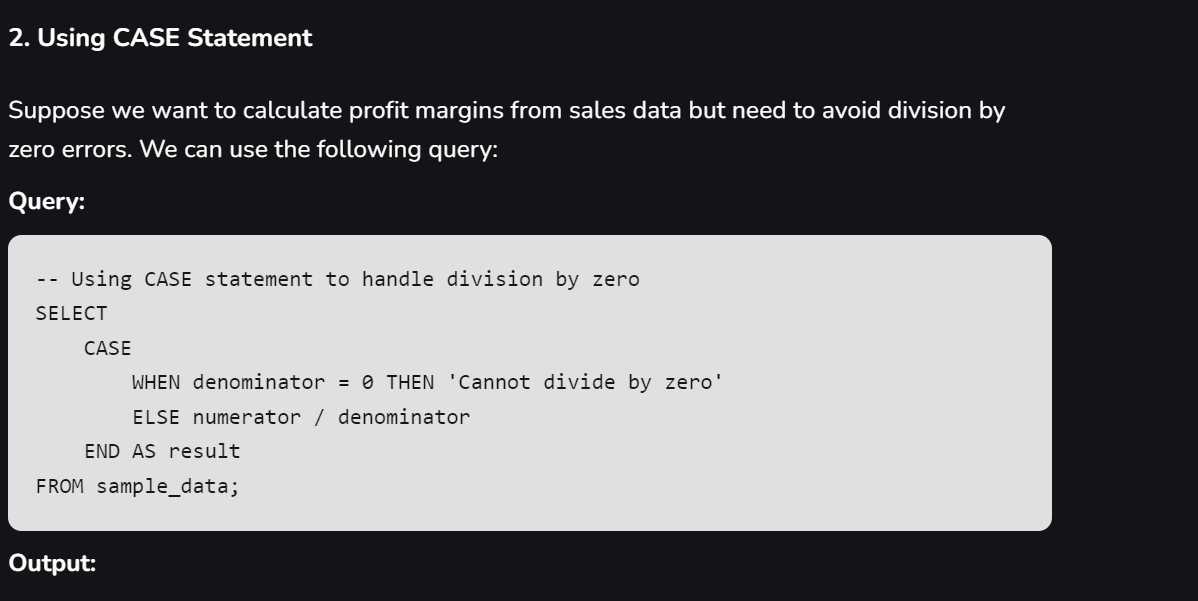 2. Using CASE Statement
Suppose we want to calculate profit margins from sales data but need to avoid division by
zero errors. We can use the following query:
Query:
-- Using CASE statement to handle division by zero
SELECT
    CASE
        WHEN denominator = 0 THEN 'Cannot divide by zero'
        ELSE numerator / denominator
    END AS result
FROM sample_data;
Output: